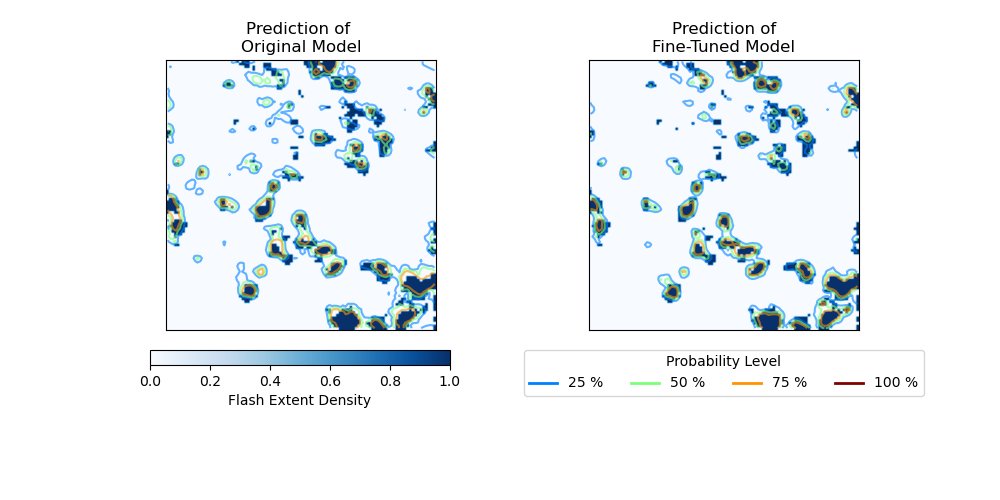 Prediction of
Original Model
Prediction of
Fine-Tuned Model
0.0 0.2 0.4 0.6 0.8 1.0
Flash Extent Density
Probability Level
25 % 50 % 75 % 100 %